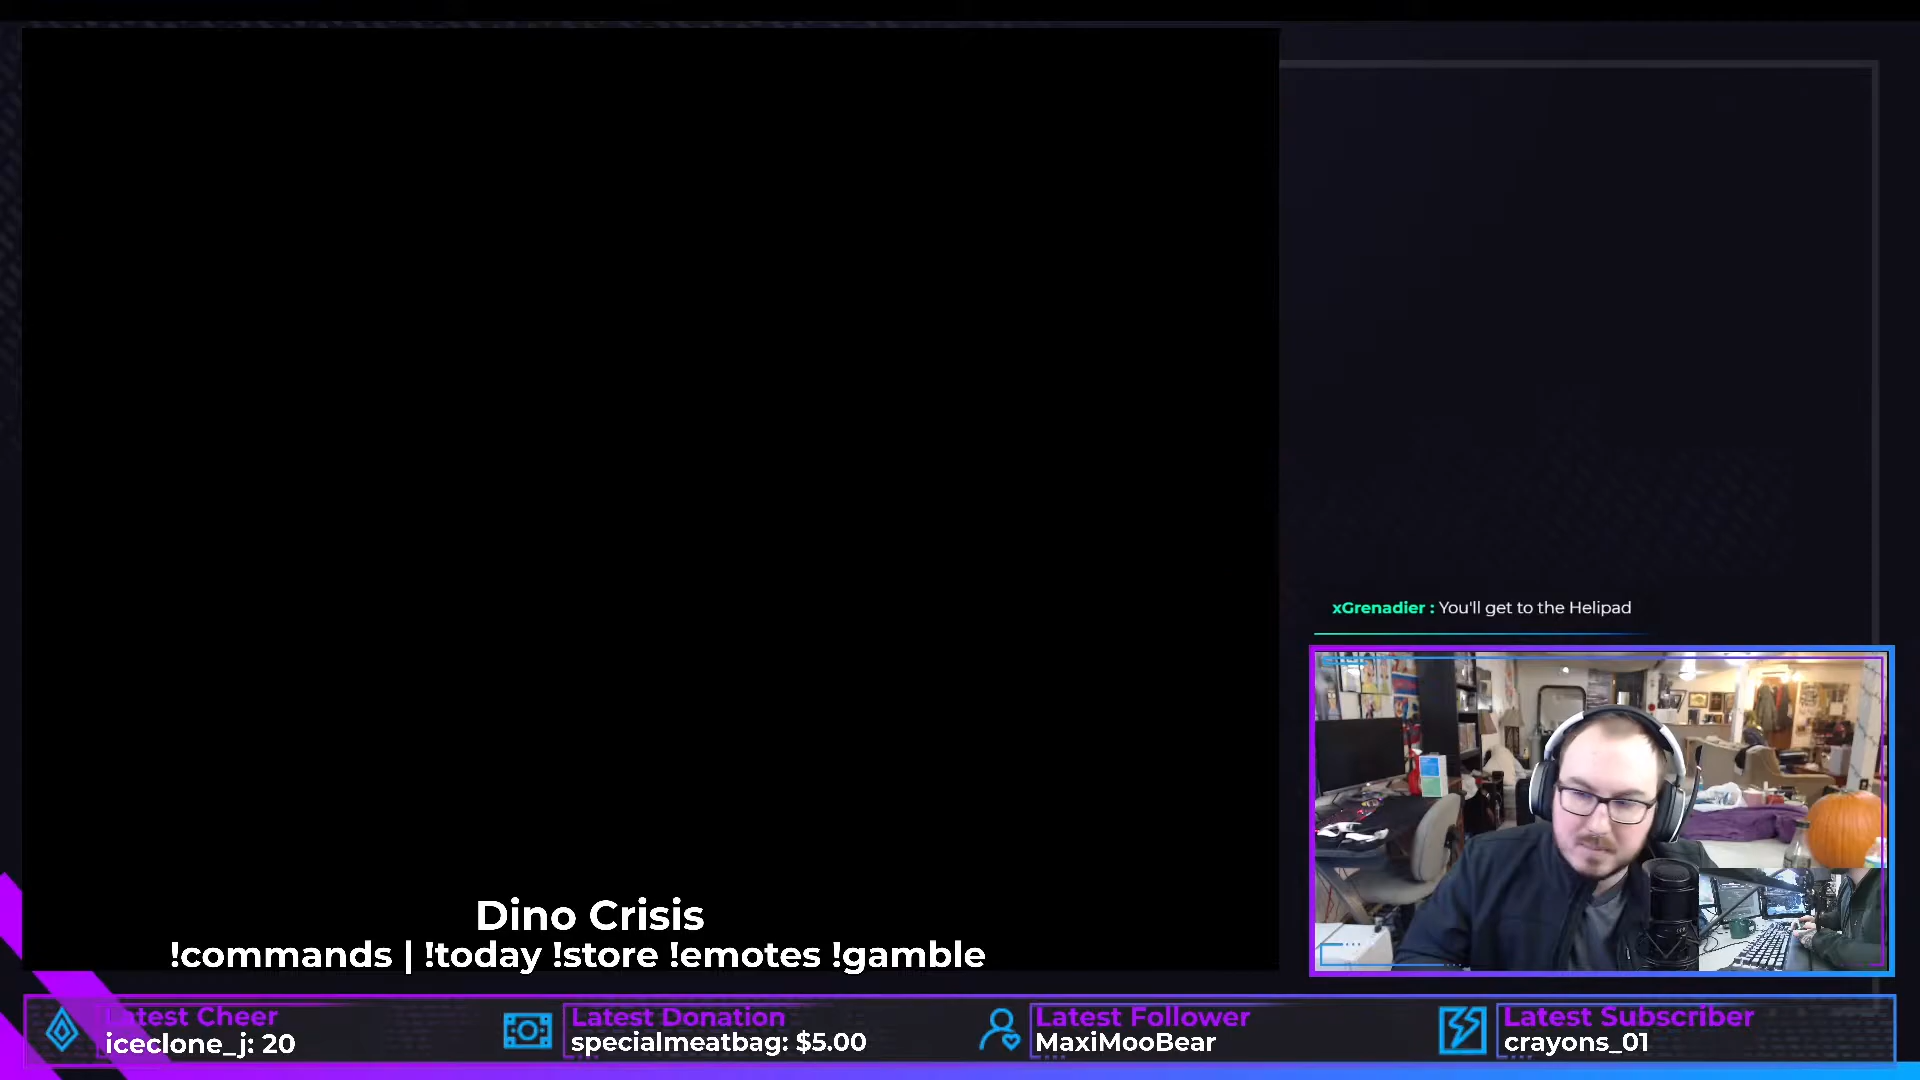 xGrenadier : You'll get to the Helipad
Dino Crisis
!commands | !today !store !emotes !gamble
Latest Cheer
iceclone_j: 20
Latest Donation
specialmeatbag: $5.00
Latest Follower
MaxiMooBear
Latest Subscriber
crayons_01